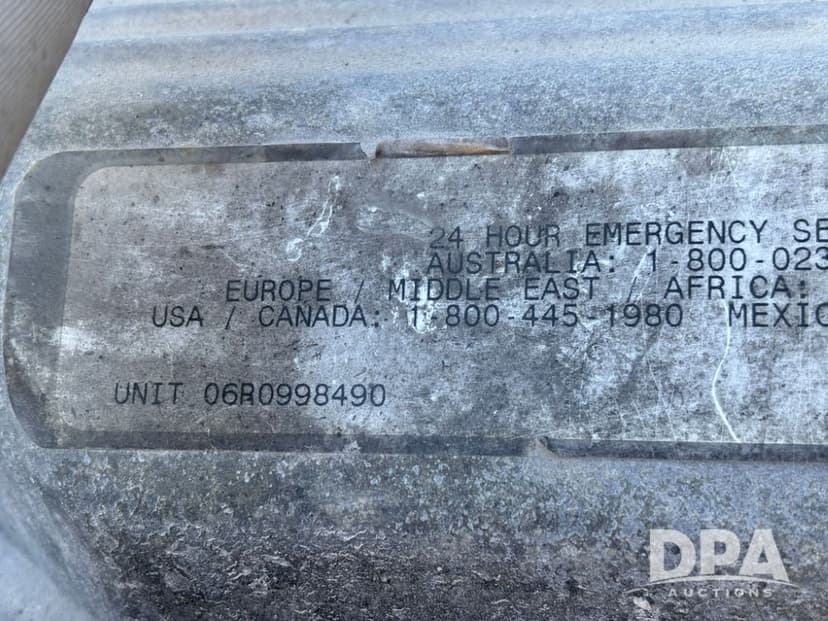 24 HOUR EMERGENCY SE
AUSTRALIA: 1-800-023
EUROPE / MIDDLE EAST / AFRICA:
USA / CANADA: 1-800-445-1980 MEXIC
UNIT 06R0998490
DPA
AUCTIONS